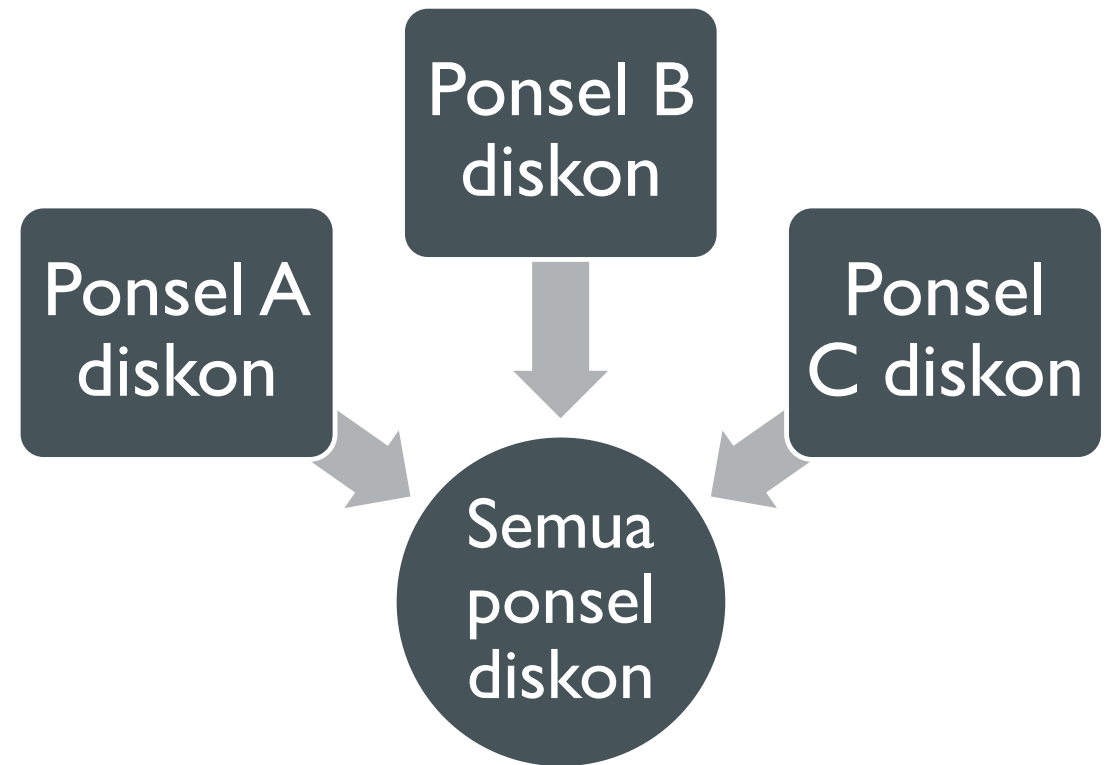 Ponsel B
diskon
Ponsel A
diskon
Ponsel
C diskon
Semua
ponsel
diskon